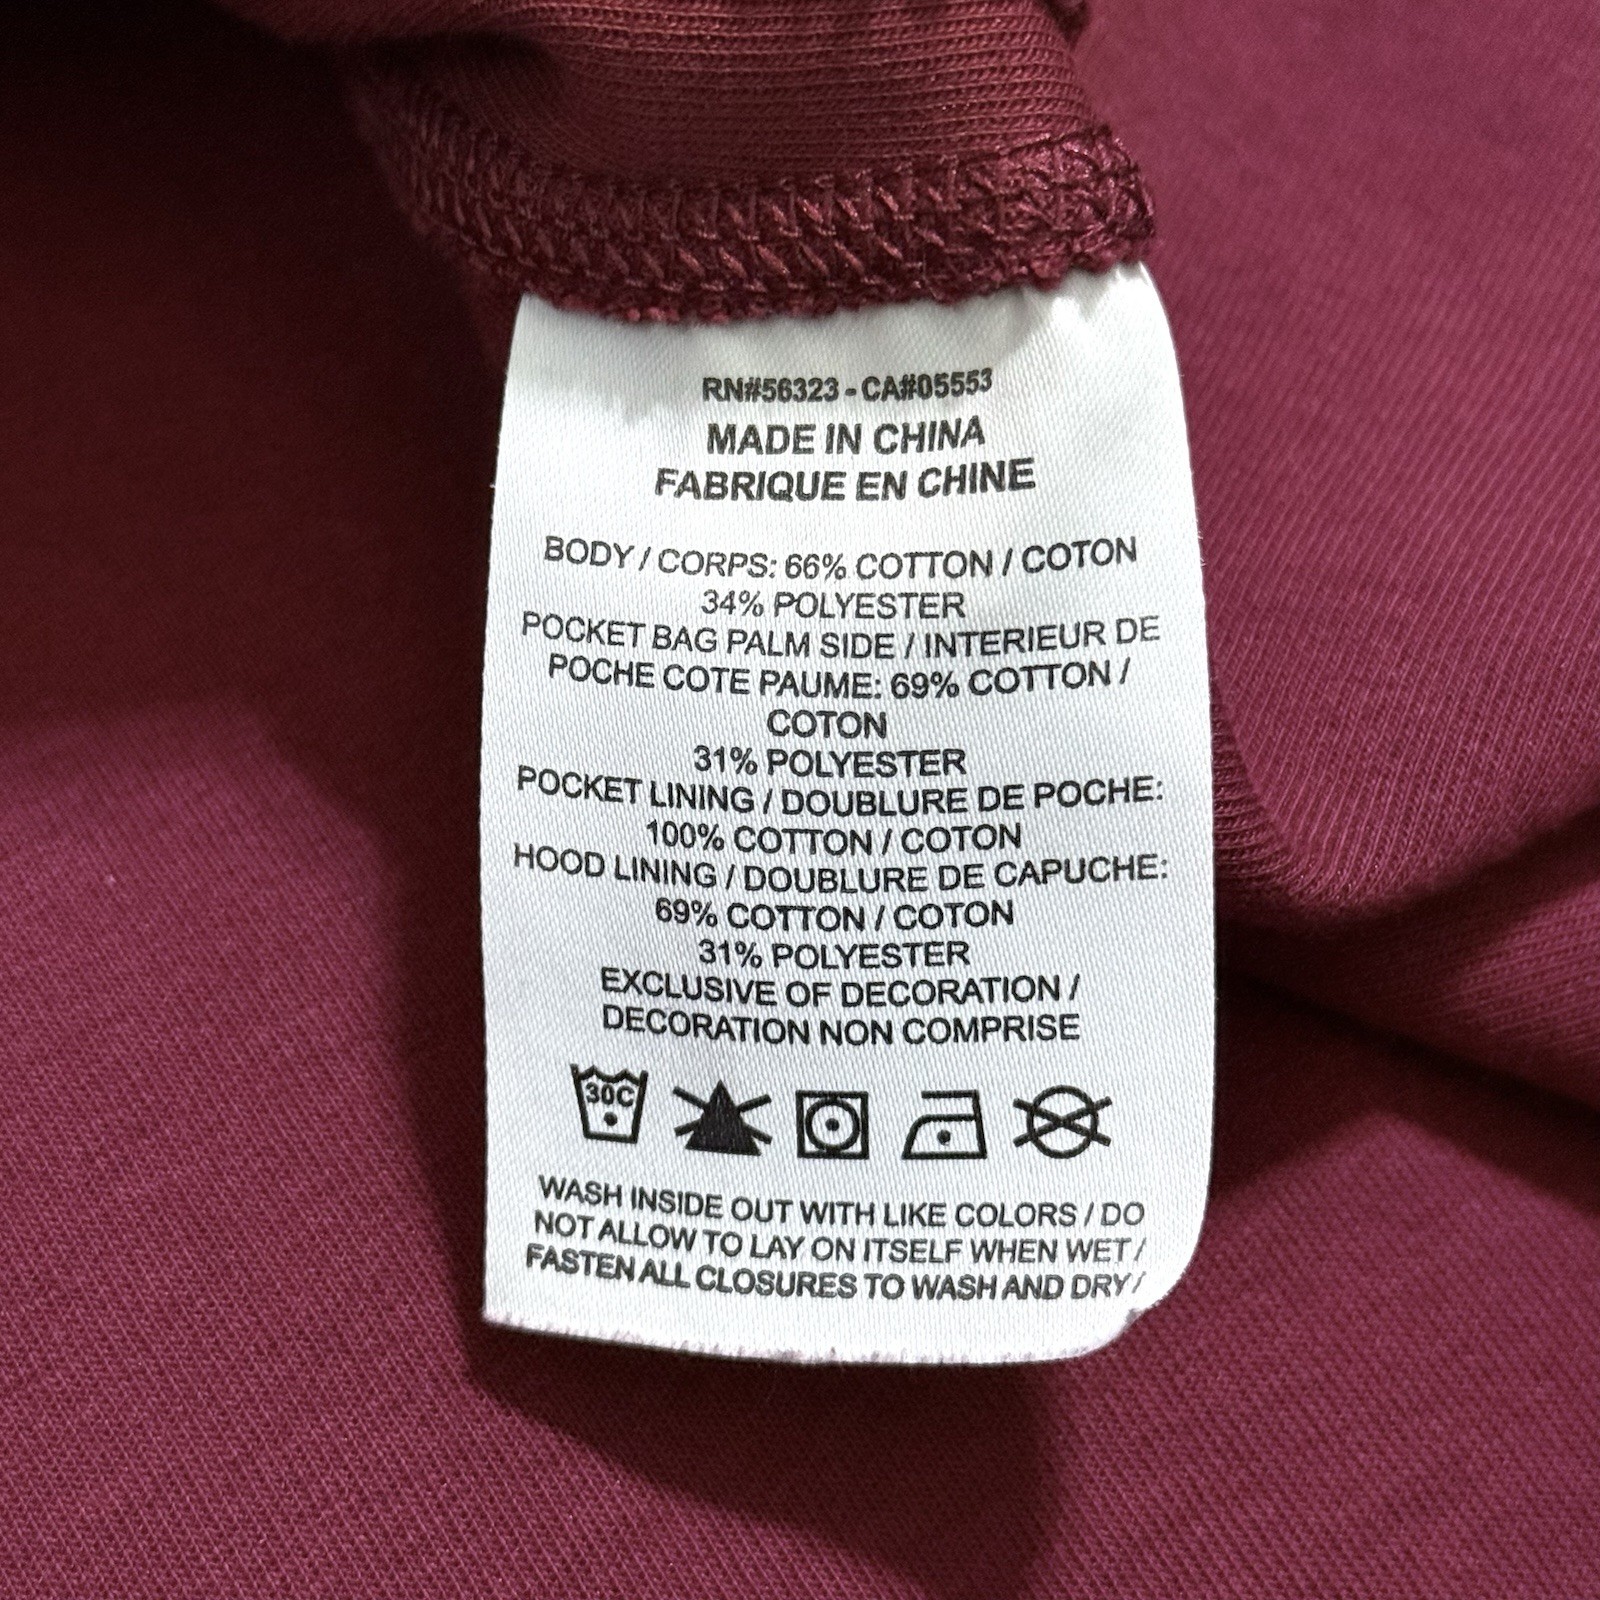 RN#56323 - CA#05553
MADE IN CHINA
FABRIQUE EN CHINE
BODY / CORPS: 66% COTTON / COTON
34% POLYESTER
POCKET BAG PALM SIDE / INTERIEUR DE
POCHE COTE PAUME: 69% COTTON /
COTON
31% POLYESTER
POCKET LINING / DOUBLURE DE POCHE:
100% COTTON / COTON
HOOD LINING / DOUBLURE DE CAPUCHE:
69% COTTON / COTON
31% POLYESTER
EXCLUSIVE OF DECORATION /
DECORATION NON COMPRISE
30C
WASH INSIDE OUT WITH LIKE COLORS / DO
NOT ALLOW TO LAY ON ITSELF WHEN WET /
FASTEN ALL CLOSURES TO WASH AND DRY /